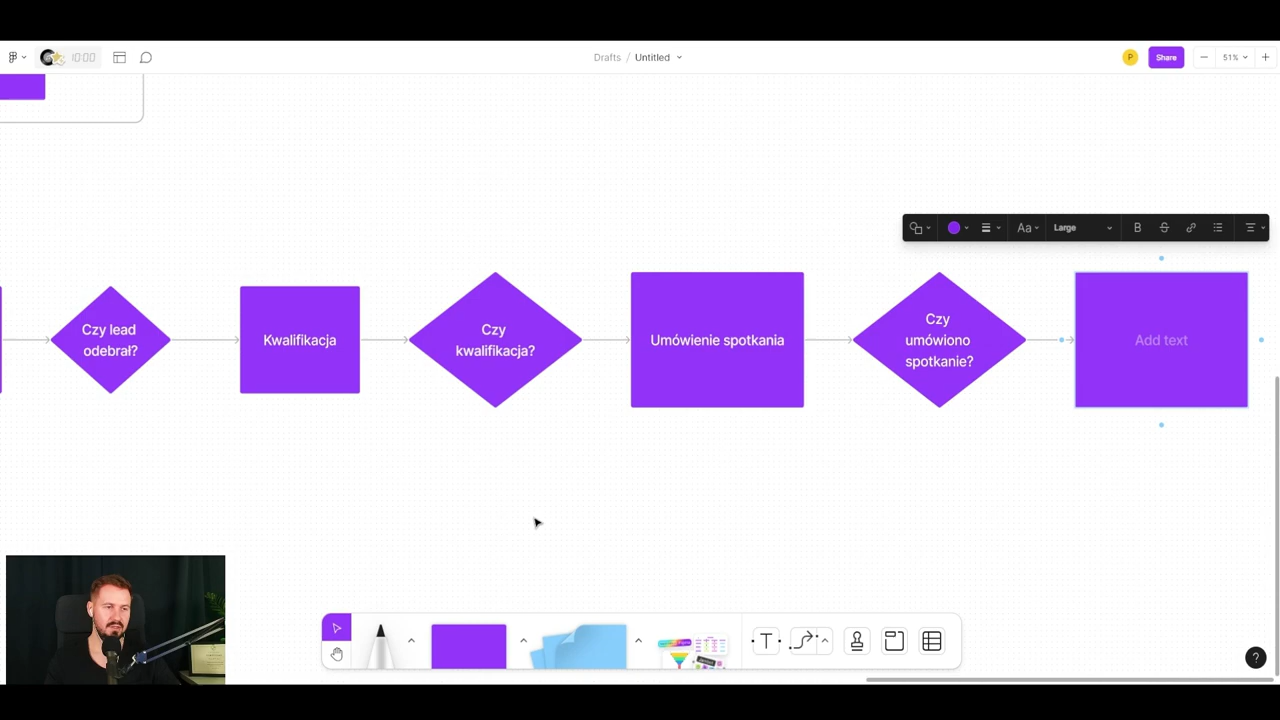 10:00
Drafts / Untitled
P
Share
51%
Aa
Large
B
S
Czy lead
odebrał?
Kwalifikacja
Czy
kwalifikacja?
Umówienie spotkania
Czy
umówiono
spotkanie?
Add text
T
?